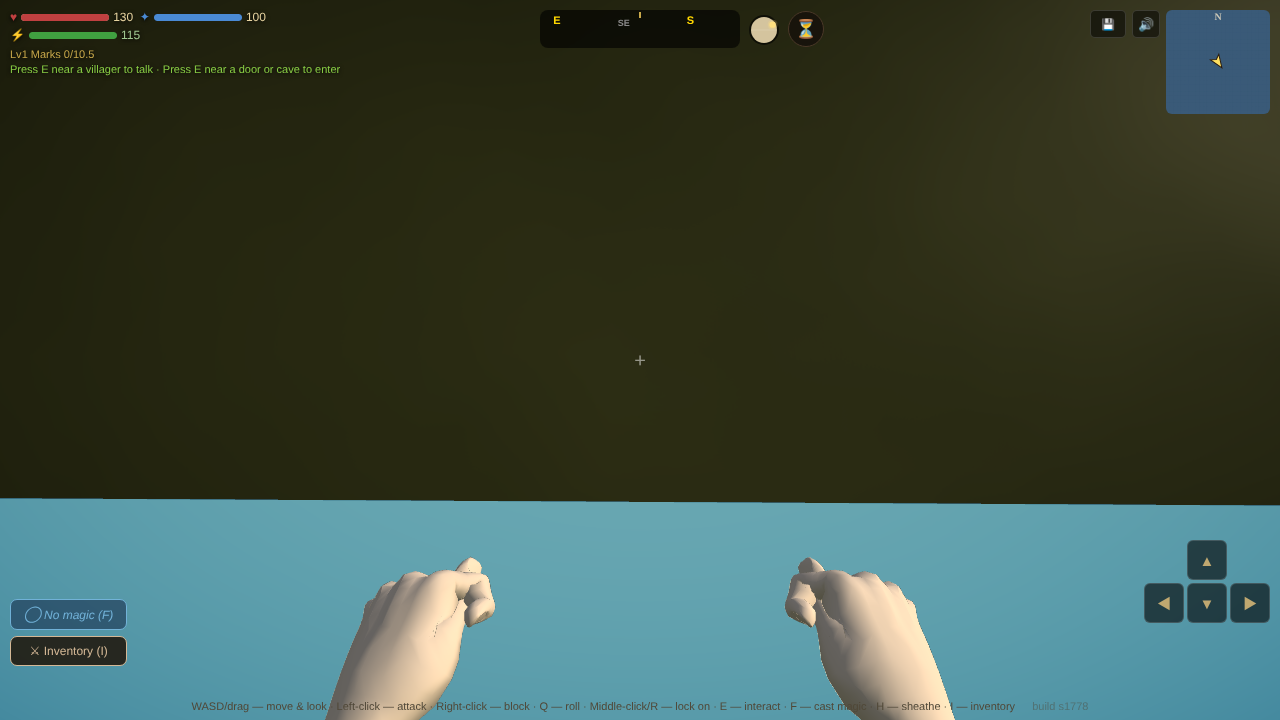 130 100
115
Lv1 Marks 0/10.5
Press E near a villager to talk · Press E near a door or cave to enter
E SE S
N
No magic (F)
Inventory (I)
WASD/drag — move & look · Left-click — attack · Right-click — block · Q — roll · Middle-click/R — lock on · E — interact · F — cast magic · H — sheathe · I — inventory build s1778